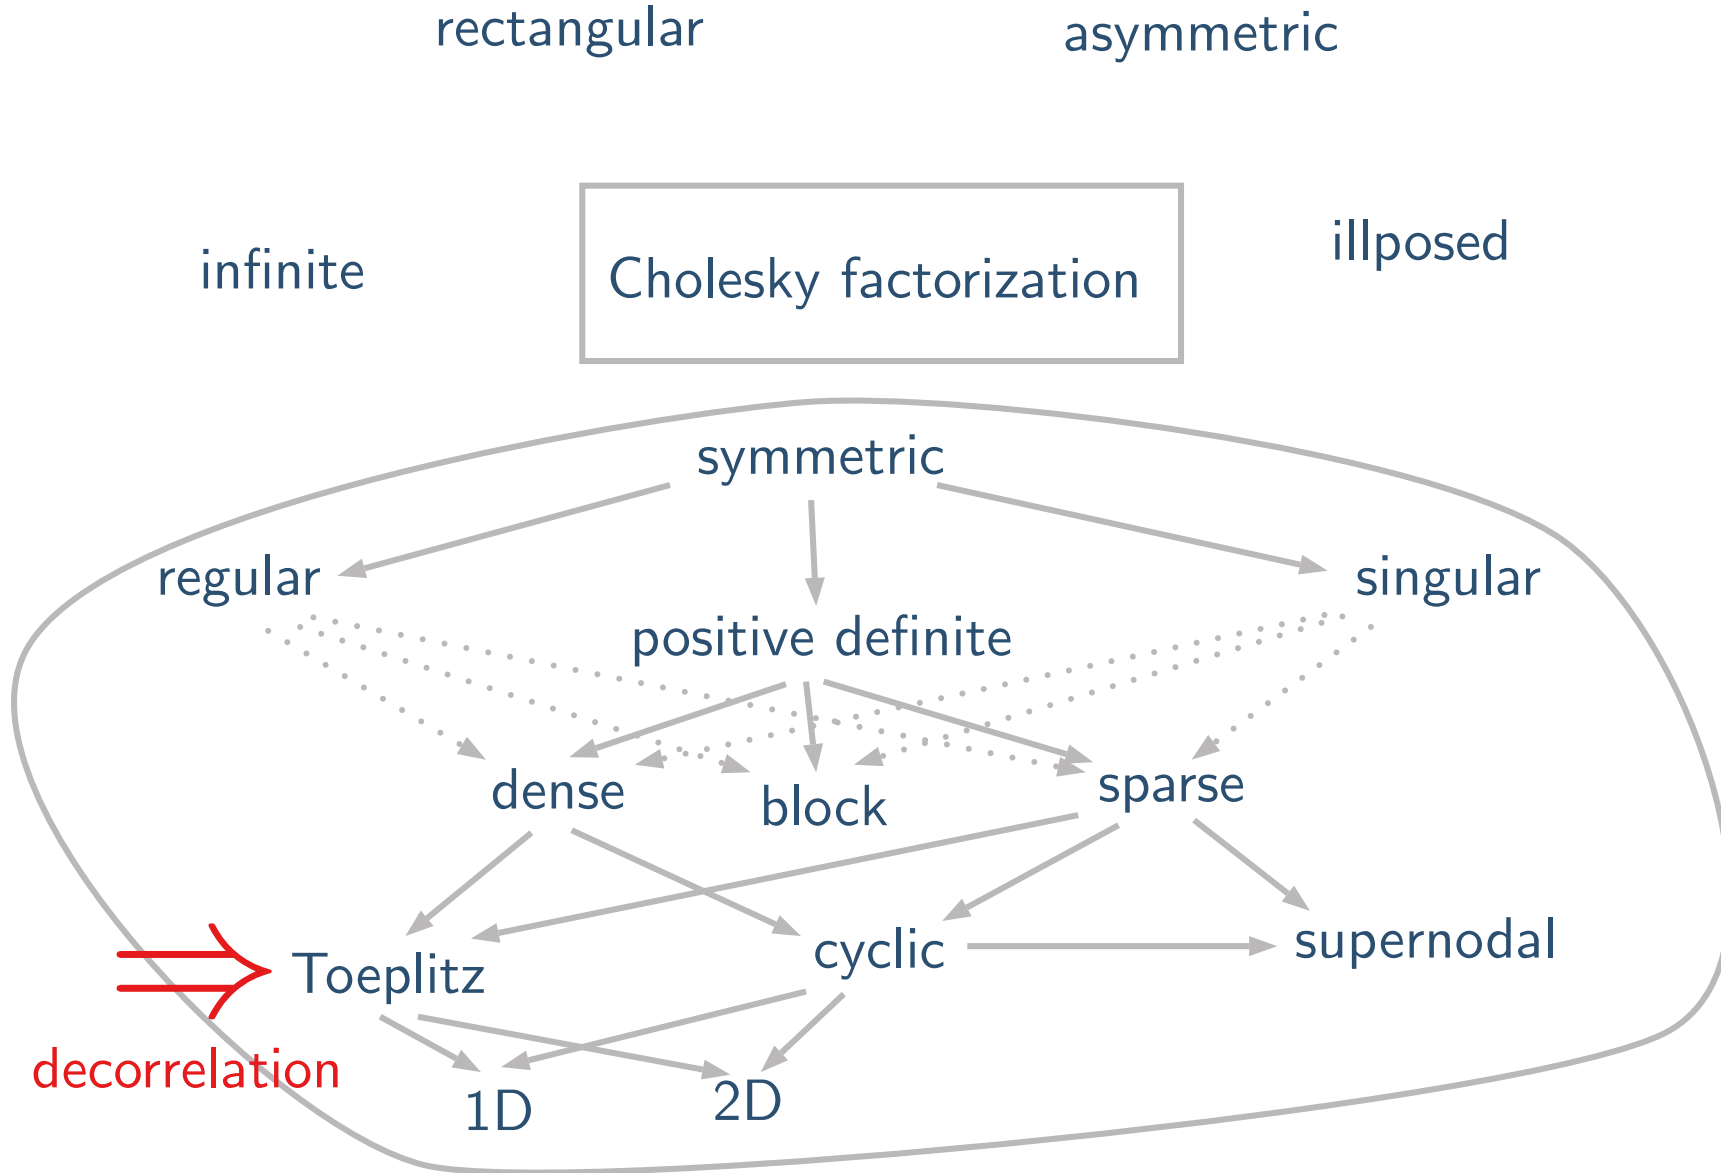 rectangular
asymmetric
infinite
Cholesky factorization
illposed
symmetric
regular
singular
positive definite
dense
block
sparse
Toeplitz
cyclic
supernodal
decorrelation
1D
2D